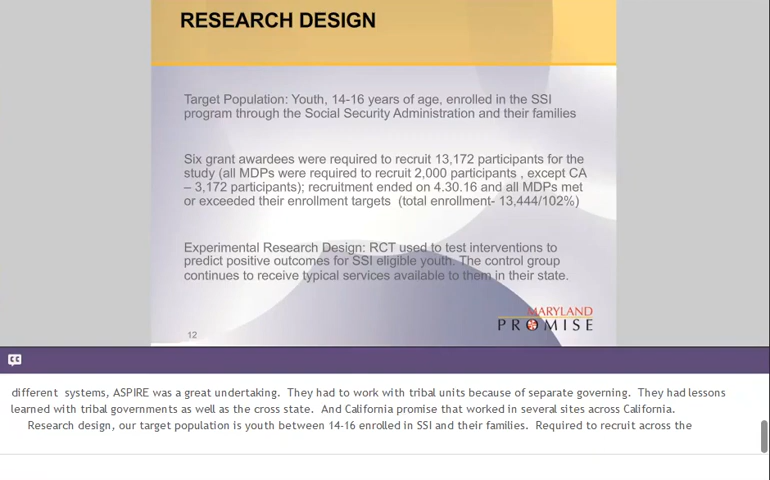 RESEARCH DESIGN
Target Population: Youth, 14-16 years of age, enrolled in the SSI
program through the Social Security Administration and their families
Six grant awardees were required to recruit 13,172 participants for the
study (all MDPs were required to recruit 2,000 participants , except CA
– 3,172 participants); recruitment ended on 4.30.16 and all MDPs met
or exceeded their enrollment targets (total enrollment- 13,444/102%)
Experimental Research Design: RCT used to test interventions to
predict positive outcomes for SSI eligible youth. The control group
continues to receive typical services available to them in their state.
MARYLAND
PROMISE
12
CC
different systems, ASPIRE was a great undertaking. They had to work with tribal units because of separate governing. They had lessons
learned with tribal governments as well as the cross state. And California promise that worked in several sites across California.
Research design, our target population is youth between 14-16 enrolled in SSI and their families. Required to recruit across the